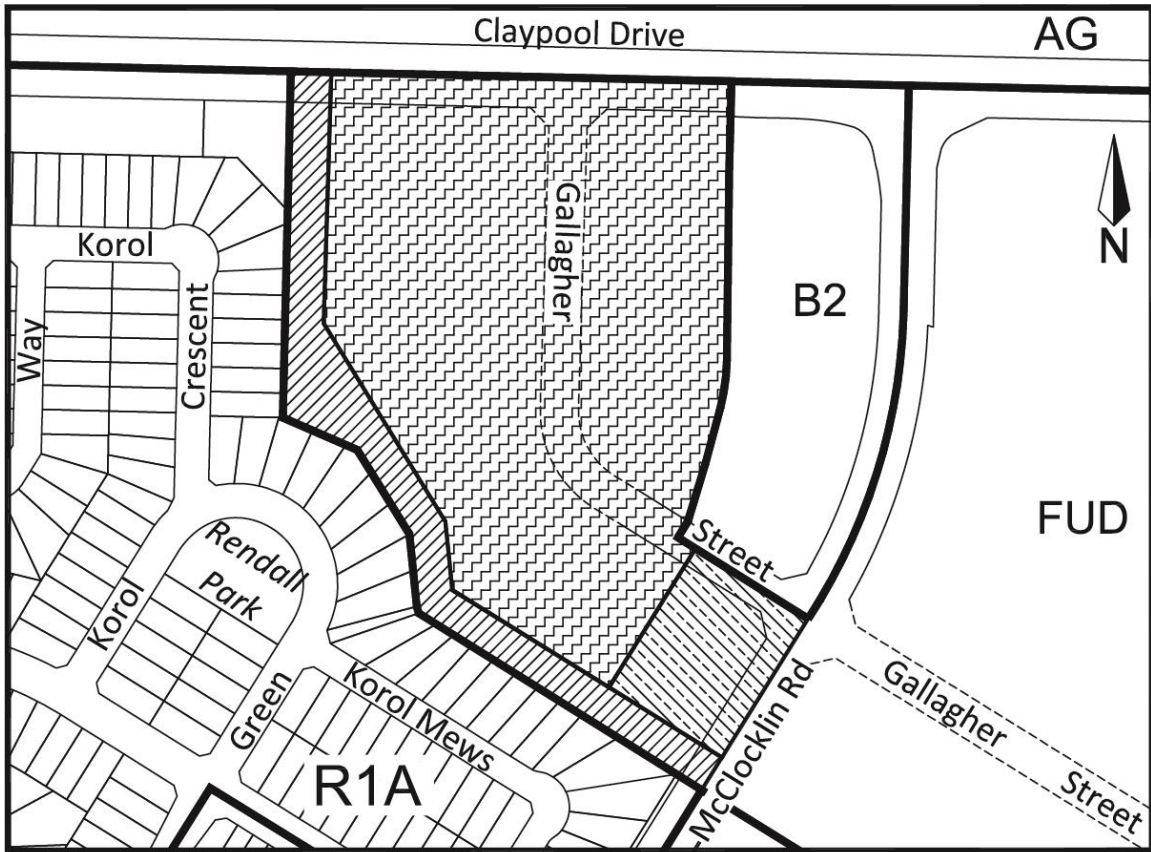 Claypool Drive
AG
N
Korol
Gallagher
B2
Way
Crescent
FUD
Street
Rendall
Park
Korol
Green
Korol Mews
R1A
McClocklin Rd
Gallagher
Street